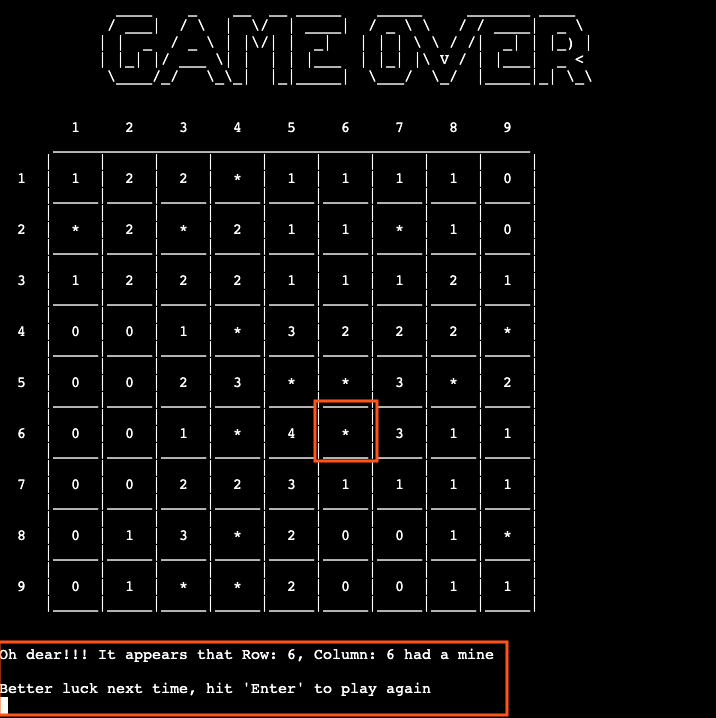 GAME OVER
1 2 3 4 5 6 7 8 9
1 1 2 2 * 1 1 1 1 0
2 * 2 * 2 1 1 * 1 0
3 1 2 2 2 1 1 1 2 1
4 0 0 1 * 3 2 2 2 *
5 0 0 2 3 * * 3 * 2
6 0 0 1 * 4 * 3 1 1
7 0 0 2 2 3 1 1 1 1
8 0 1 3 * 2 0 0 1 *
9 0 1 * * 2 0 0 1 1
Oh dear!!! It appears that Row: 6, Column: 6 had a mine
Better luck next time, hit 'Enter' to play again